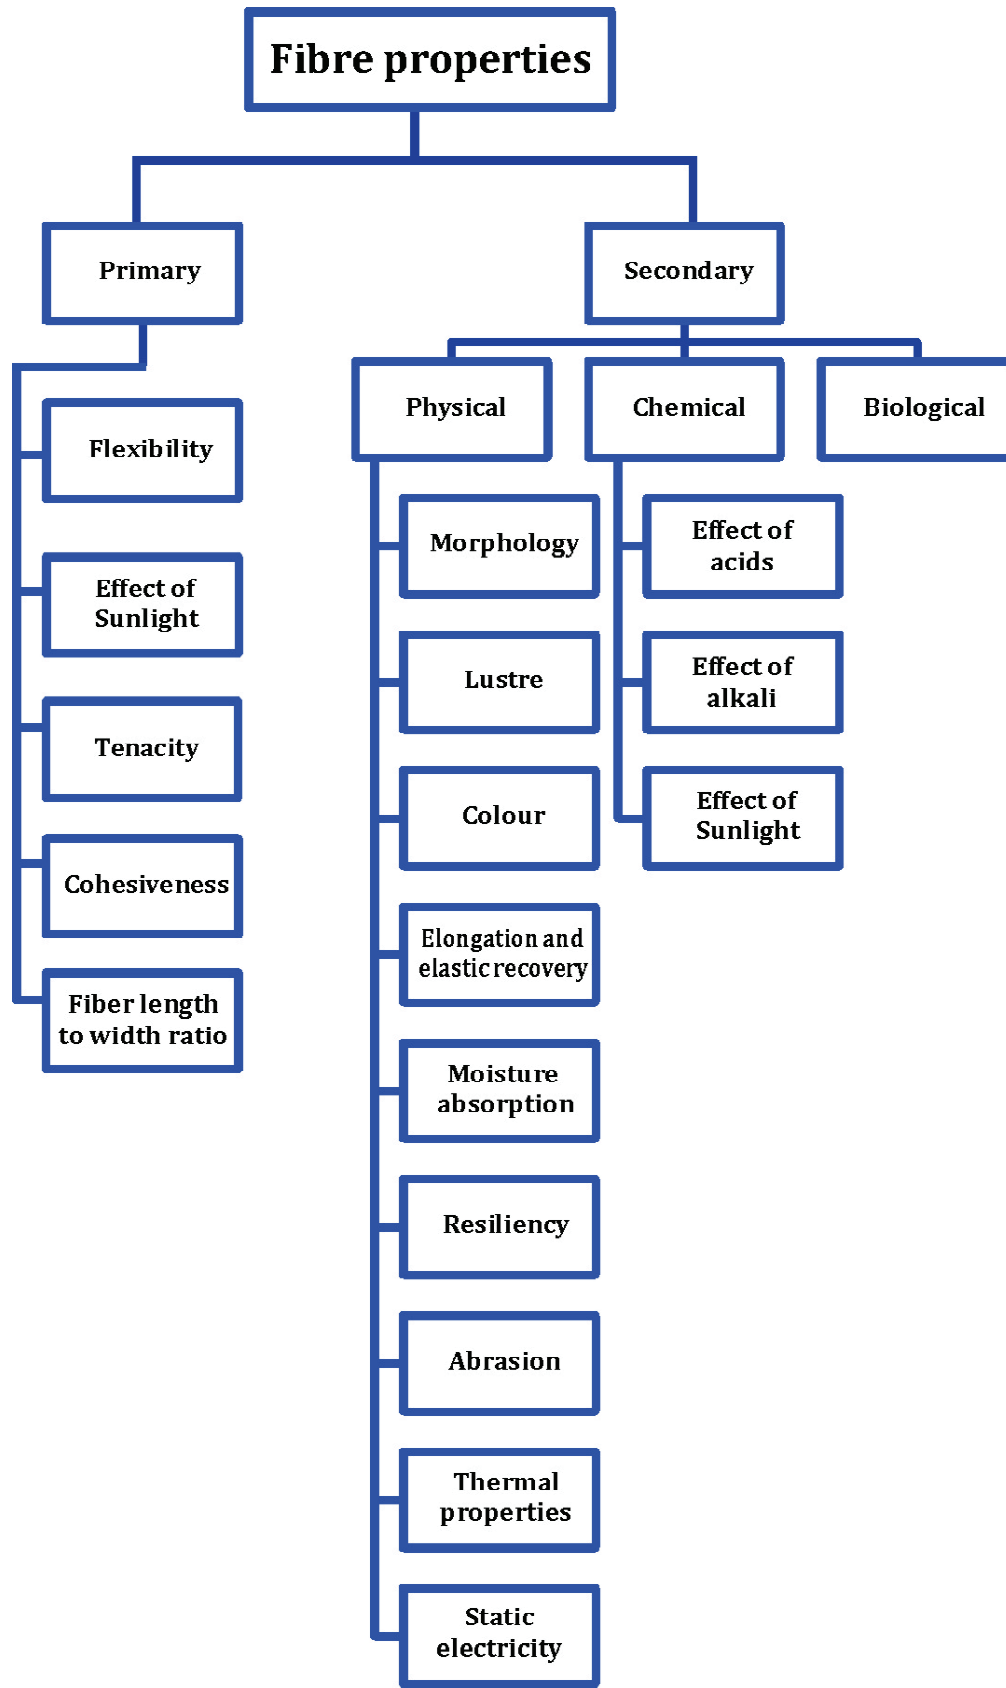 Fibre properties
Primary
Secondary
Flexibility
Effect of
Sunlight
Tenacity
Cohesiveness
Fiber length
to width ratio
Physical
Chemical
Biological
Morphology
Lustre
Colour
Elongation and
elastic recovery
Moisture
absorption
Resiliency
Abrasion
Thermal
properties
Static
electricity
Effect of
acids
Effect of
alkali
Effect of
Sunlight